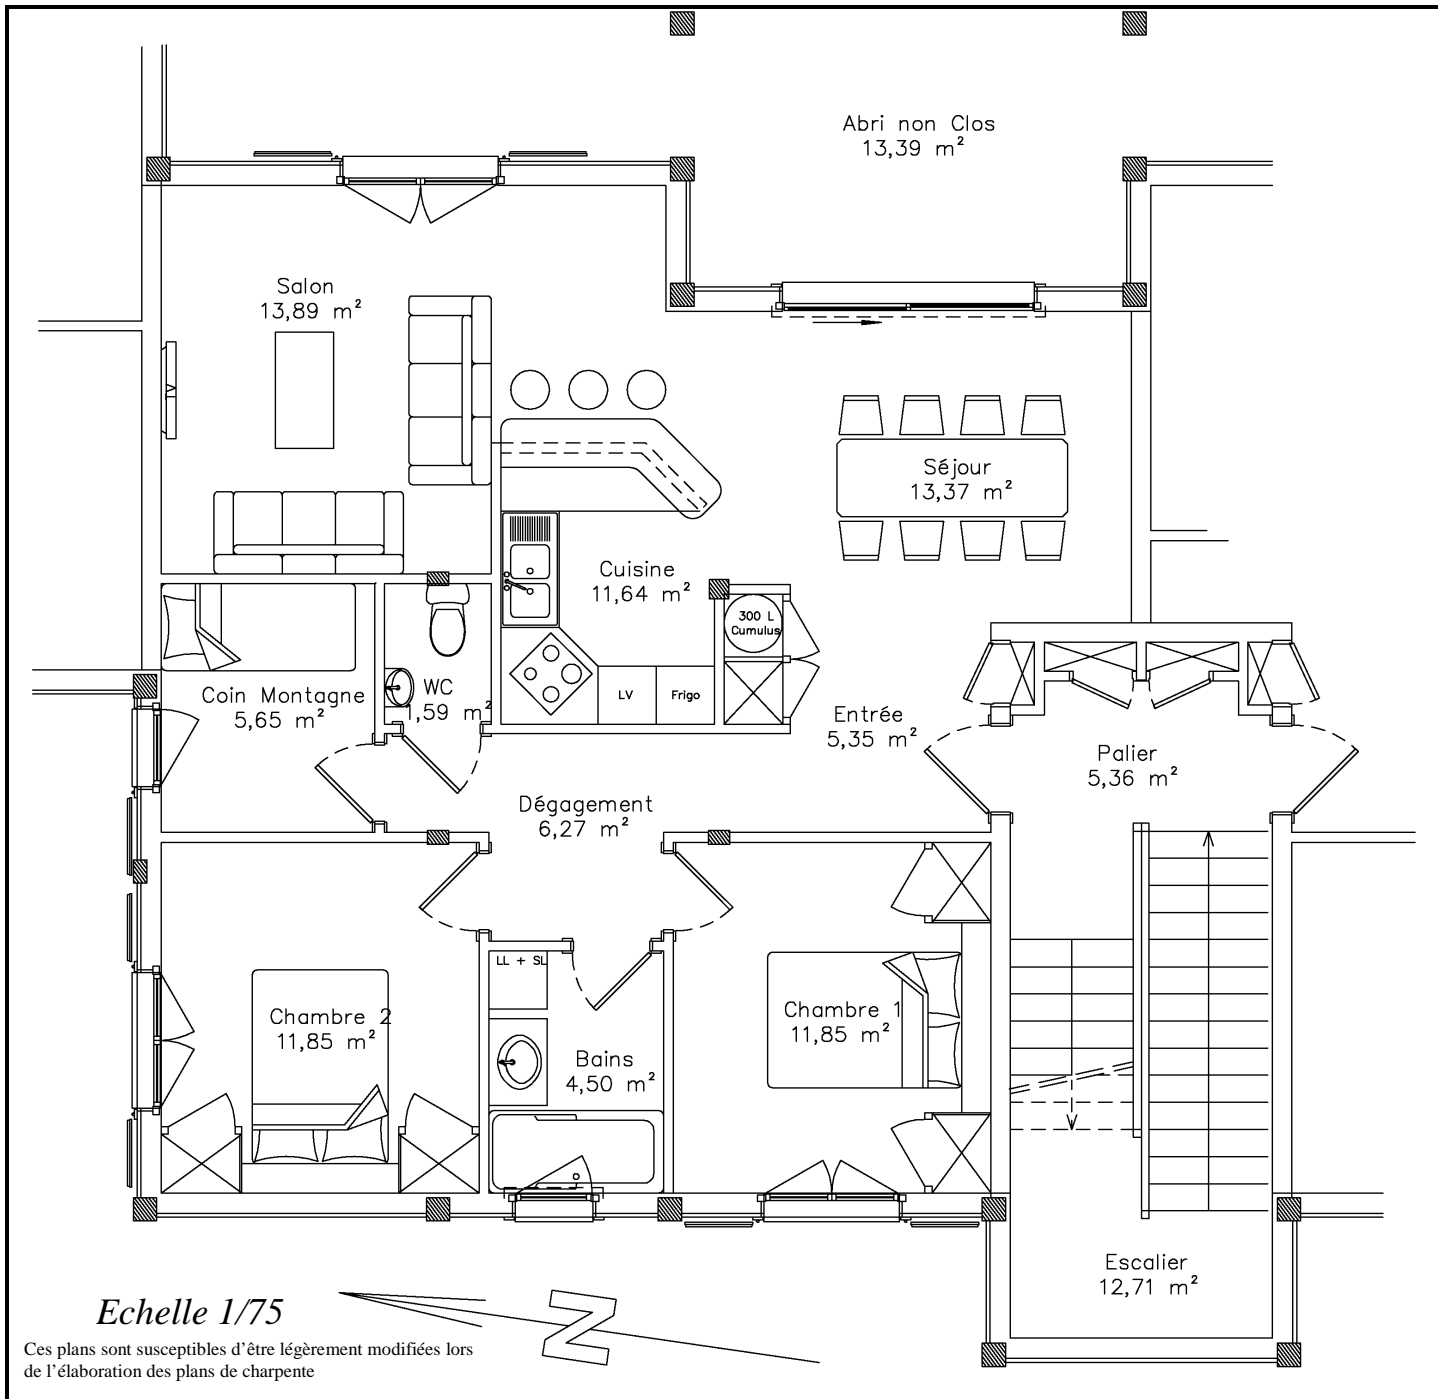 Abri non Clos
13,39 m²
Salon
13,89 m²
Séjour
13,37 m²
Cuisine
11,64 m²
300 L
Cumulus
LV
Frigo
WC
1,59 m²
Coin Montagne
5,65 m²
Entrée
5,35 m²
Palier
5,36 m²
Dégagement
6,27 m²
LL + SL
Chambre 2
11,85 m²
Chambre 1
11,85 m²
Bains
4,50 m²
Escalier
12,71 m²
N
Echelle 1/75
Ces plans sont susceptibles d'être légèrement modifiées lors
de l'élaboration des plans de charpente